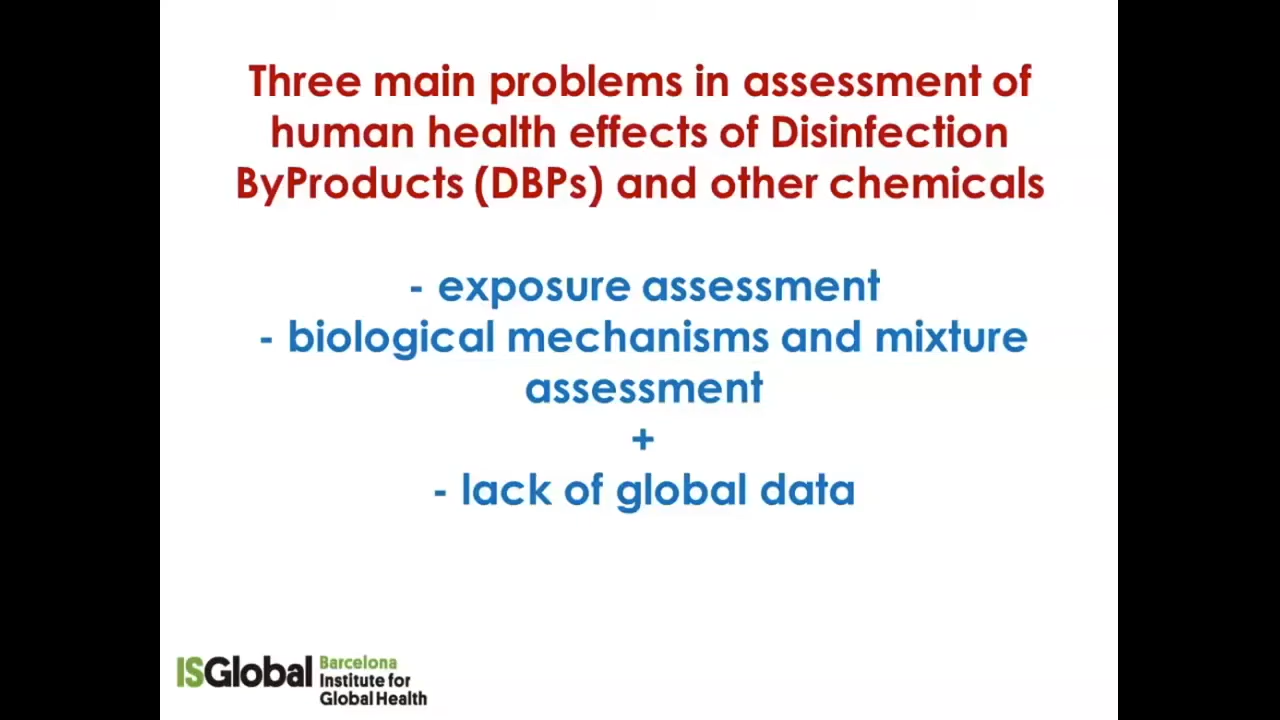 Three main problems in assessment of
human health effects of Disinfection
ByProducts (DBPs) and other chemicals
- exposure assessment
- biological mechanisms and mixture
assessment
+
- lack of global data
ISGlobal Barcelona
Institute for
Global Health